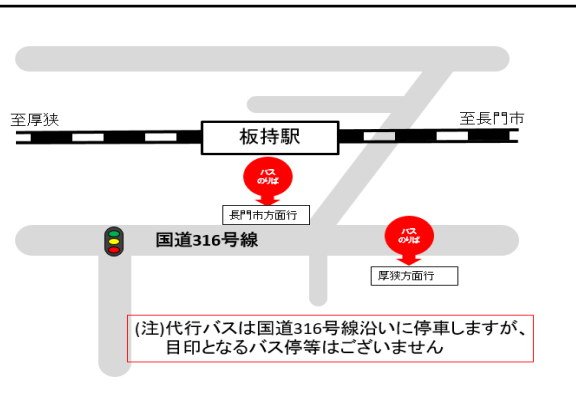 至厚狭
至長門市
板持駅
バス
のりば
長門市方面行
国道316号線
バス
のりば
厚狭方面行
(注)代行バスは国道316号線沿いに停車しますが、
目印となるバス停等はございません